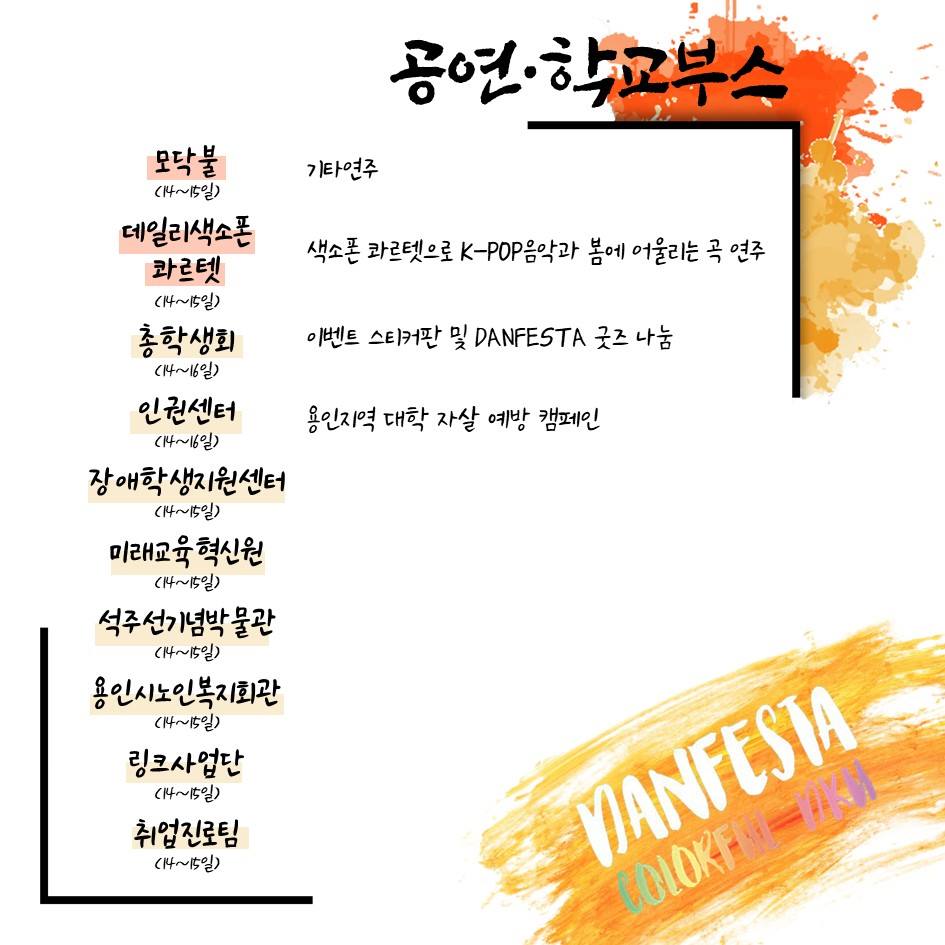 공연·학교부스
모닥불
(14~15일)
기타연주
데일리색소폰
콰르텟
(14~15일)
색소폰 콰르텟으로 K-POP음악과 봄에 어울리는 곡 연주
총학생회
(14~16일)
이벤트 스티커판 및 DANFESTA 굿즈 나눔
인권센터
(14~16일)
용인지역 대학 자살 예방 캠페인
장애학생지원센터
(14~15일)
미래교육혁신원
(14~15일)
석주선기념박물관
(14~15일)
용인시노인복지회관
(14~15일)
링크사업단
(14~15일)
취업진로팀
(14~15일)
DANFESTA
COLORFUL DKU